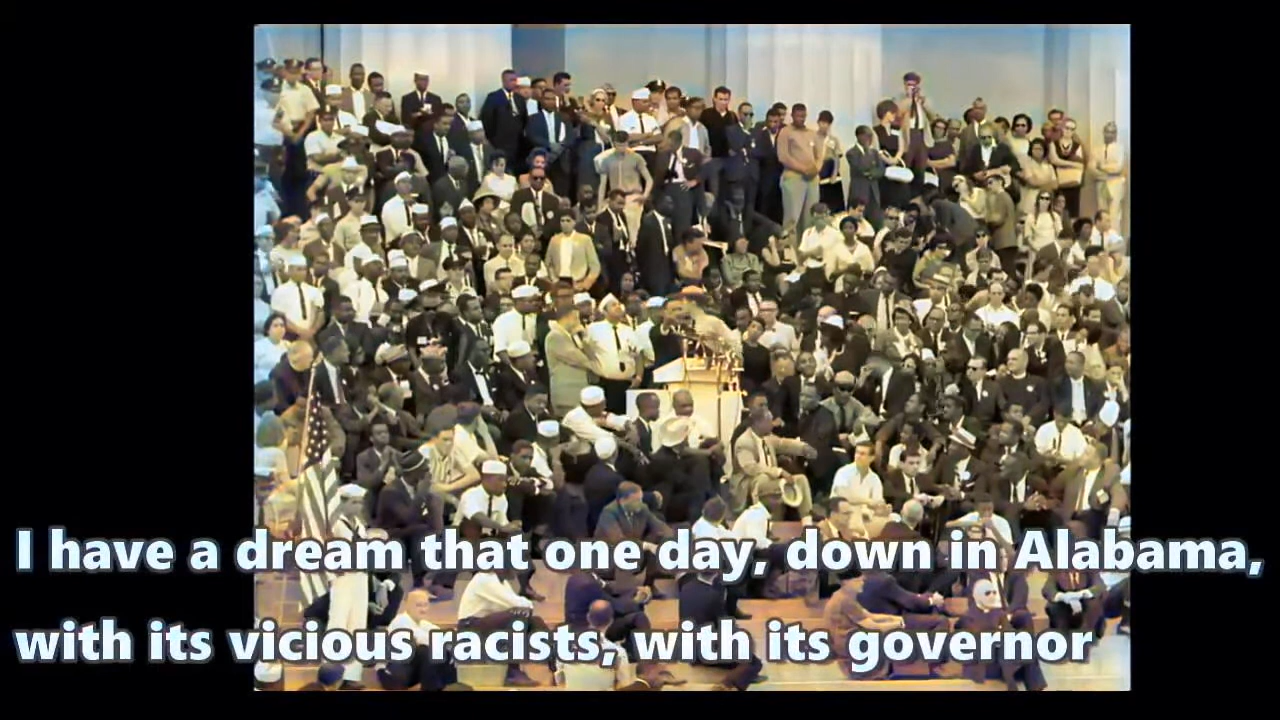 I have a dream that one day, down in Alabama,
with its vicious racists, with its governor